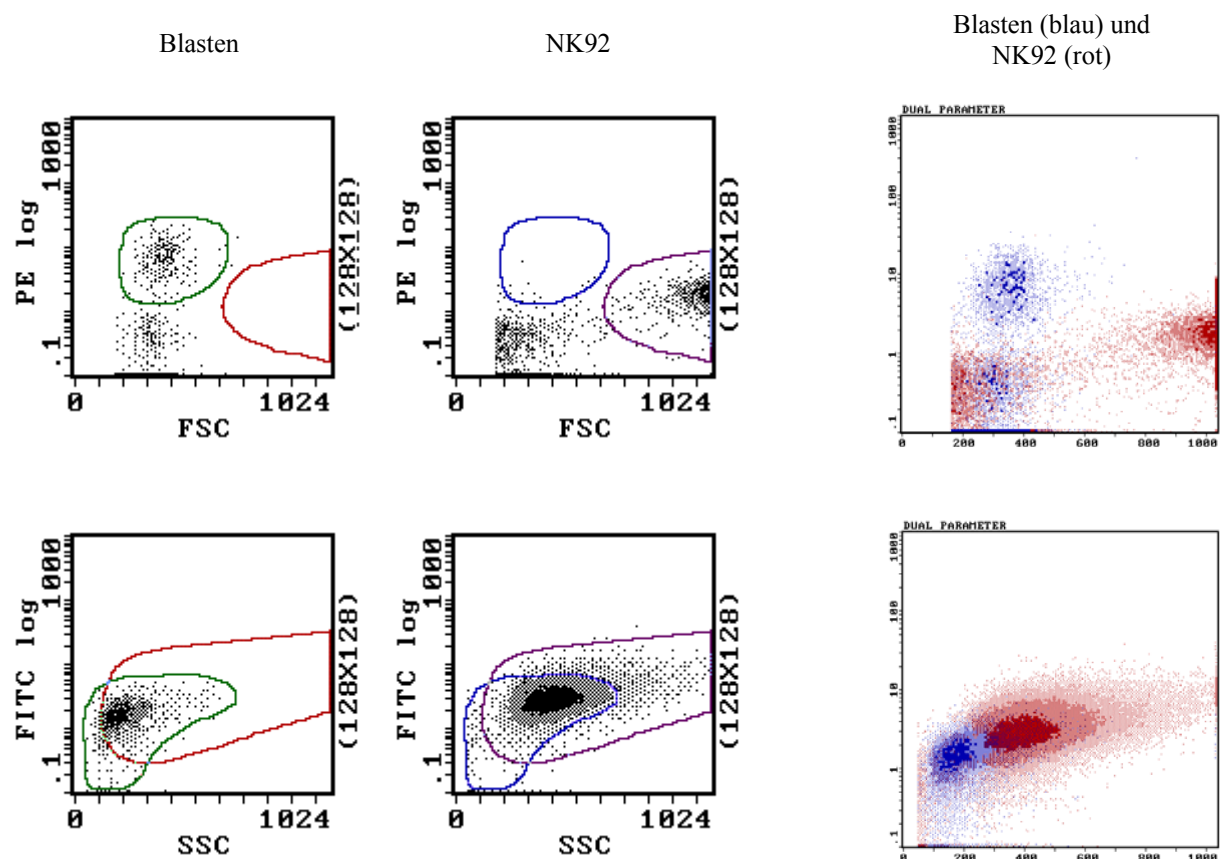 Blasten
NK92
Blasten (blau) und
NK92 (rot)
PE log
.1
1000
0
1024
FSC
(128X128)
PE log
.1
1000
0
1024
FSC
(128X128)
DUAL PARAMETER
1000
100
10
1
.1
0
200
400
600
800
1000
FITC log
.1
1000
0
1024
SSC
(128X128)
FITC log
.1
1000
0
1024
SSC
(128X128)
DUAL PARAMETER
1000
100
10
1
.1
0
200
400
600
800
1000